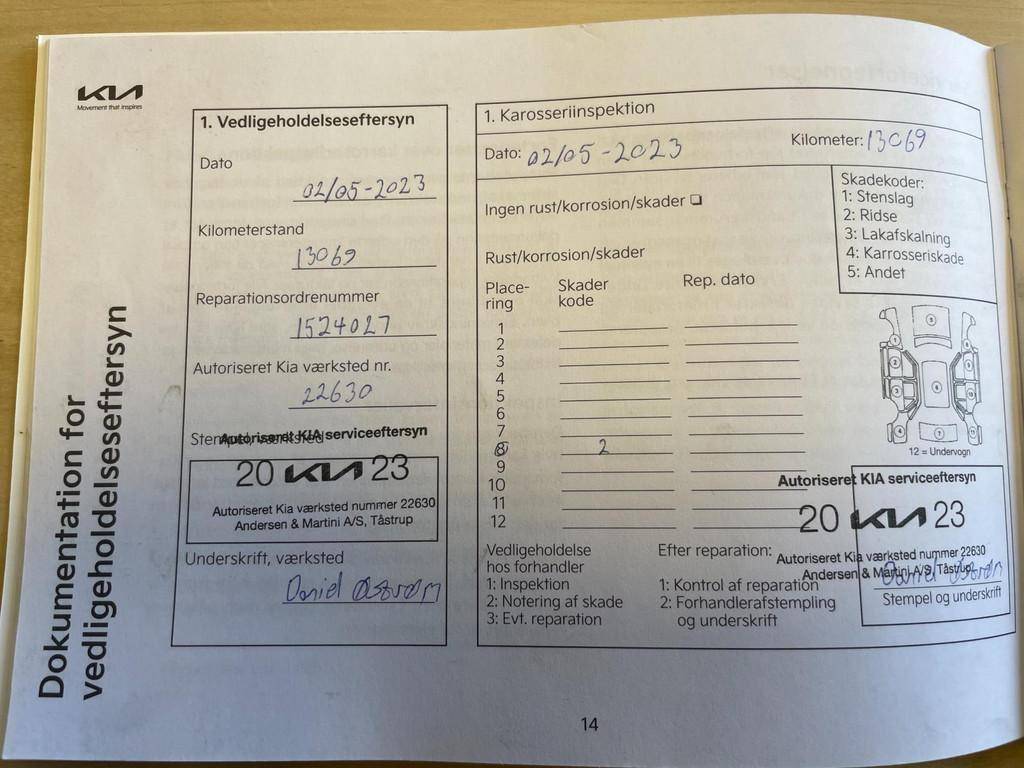 KIA
Movement that inspires
Dokumentation for
vedligeholdelseseftersyn
1. Vedligeholdelseseftersyn
Dato
02/05-2023
Kilometerstand
13069
Reparationsordrenummer
1524027
Autoriseret Kia værksted nr.
22630
Stempel, værksted
Autoriseret KIA serviceeftersyn
20 KIA 23
Autoriseret Kia værksted nummer 22630
Andersen & Martini A/S, Tåstrup
Underskrift, værksted
Daniel
1. Karosseriinspektion
Dato: 02/05-2023
Kilometer: 13069
Ingen rust/korrosion/skader ❏
Skadekoder:
1: Stenslag
2: Ridse
3: Lakafskalning
4: Karrosseriskade
5: Andet
Rust/korrosion/skader
Place-
ring
Skader
kode
Rep. dato
1
2
3
4
5
6
7
8 2
9
10
11
12
12 = Undervogn
Vedligeholdelse
hos forhandler
1: Inspektion
2: Notering af skade
3: Evt. reparation
Efter reparation:
1: Kontrol af reparation
2: Forhandlerafstempling
og underskrift
Autoriseret KIA serviceeftersyn
20 KIA 23
Autoriseret Kia værksted nummer 22630
Andersen & Martini A/S, Tåstrup
Daniel
Stempel og underskrift
14